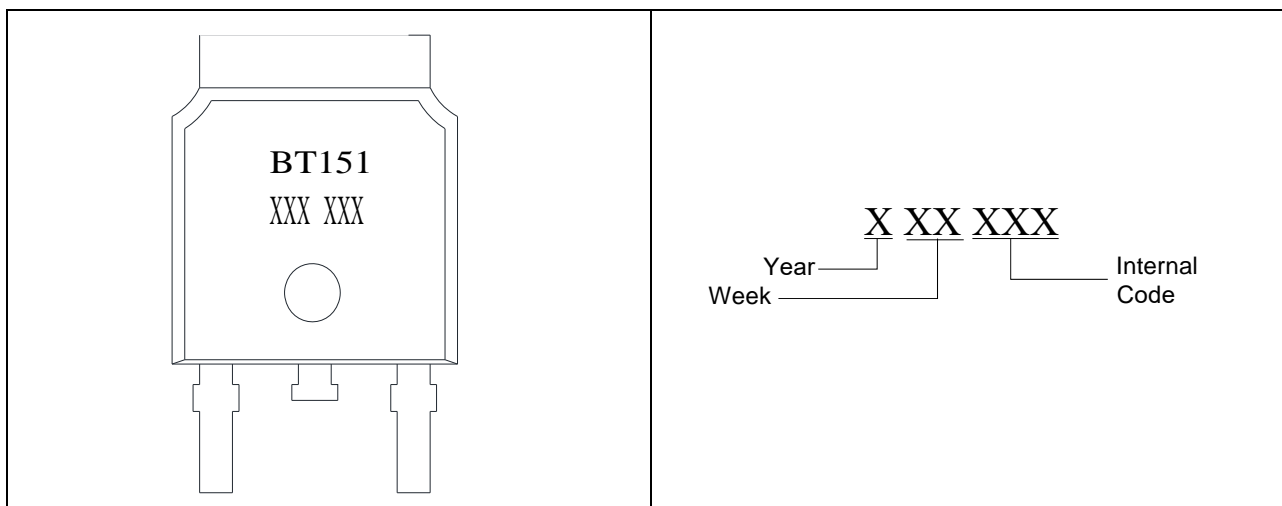 BT151
XXX XXX
X XX XXX
Year
Week
Internal
Code